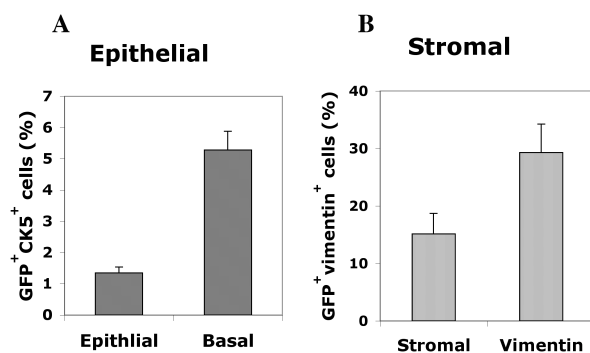 A
Epithelial
GFP⁺CK5⁺ cells (%)
7
6
5
4
3
2
1
0
Epithlial Basal
B
Stromal
GFP⁺vimentin⁺ cells (%)
40
30
20
10
0
Stromal Vimentin